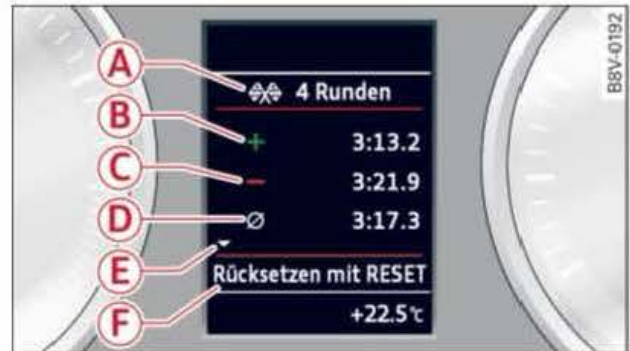 B8V-0192
A
4 Runden
B
+ 3:13.2
C
− 3:21.9
D
Ø 3:17.3
E
Rücksetzen mit RESET
F
+22.5°C